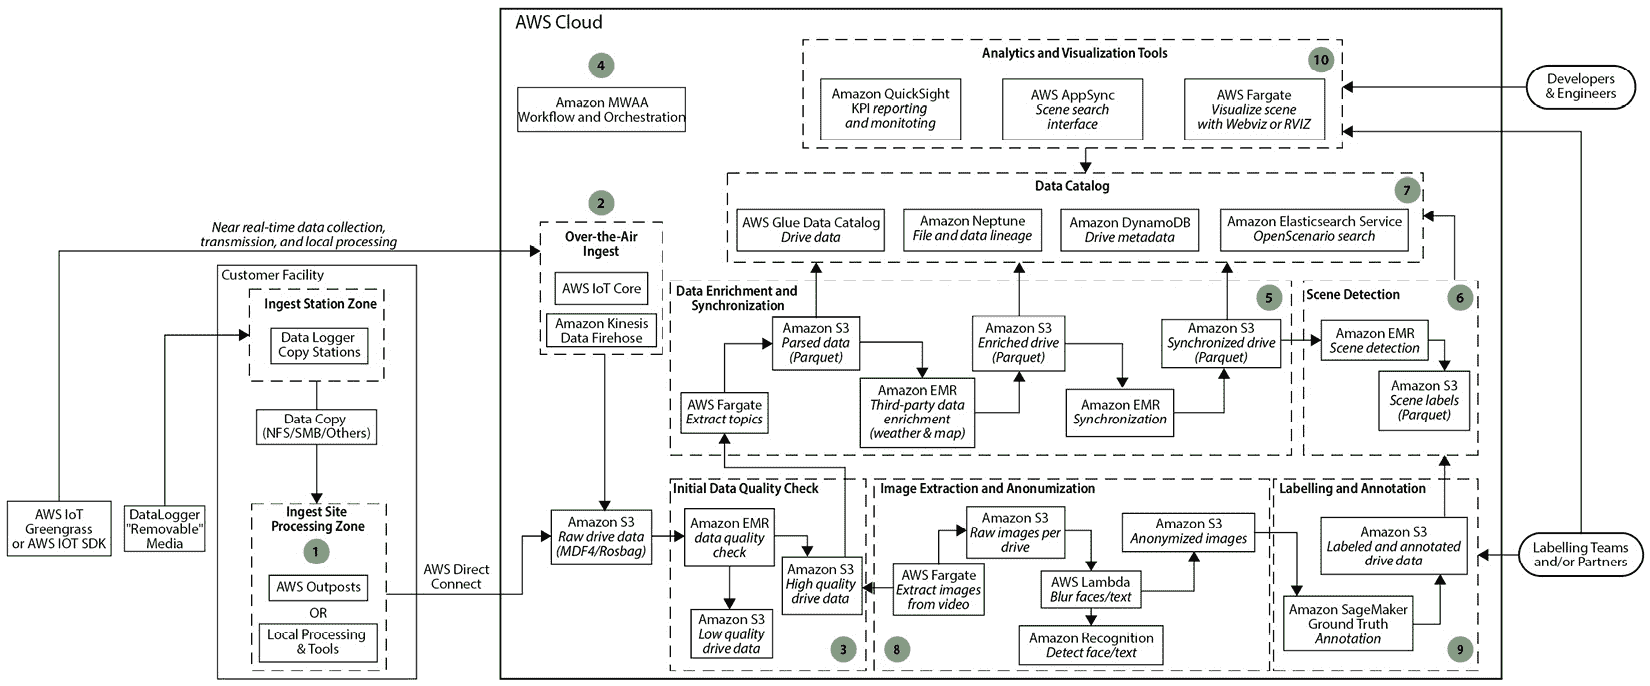 AWS Cloud
4
Amazon MWAA
Workflow and Orchestration
Analytics and Visualization Tools
10
Amazon QuickSight
KPI reporting
and monitoting
AWS AppSync
Scene search
interface
AWS Fargate
Visualize scene
with Webviz or RVIZ
Developers
& Engineers
Data Catalog
7
AWS Glue Data Catalog
Drive data
Amazon Neptune
File and data lineage
Amazon DynamoDB
Drive metadata
Amazon Elasticsearch Service
OpenScenario search
2
Over-the-Air
Ingest
AWS IoT Core
Amazon Kinesis
Data Firehose
Near real-time data collection,
transmission, and local processing
Customer Facility
Ingest Station Zone
Data Logger
Copy Stations
Data Copy
(NFS/SMB/Others)
Ingest Site
Processing Zone
1
AWS Outposts
OR
Local Processing
& Tools
AWS IoT
Greengrass
or AWS IOT SDK
DataLogger
"Removable"
Media
AWS Direct
Connect
Amazon S3
Raw drive data
(MDF4/Rosbag)
Data Enrichment and
Synchronization
5
AWS Fargate
Extract topics
Amazon S3
Parsed data
(Parquet)
Amazon EMR
Third-party data
enrichment
(weather & map)
Amazon S3
Enriched drive
(Parquet)
Amazon EMR
Synchronization
Amazon S3
Synchronized drive
(Parquet)
Scene Detection
6
Amazon EMR
Scene detection
Amazon S3
Scene labels
(Parquet)
Initial Data Quality Check
Amazon EMR
data quality
check
Amazon S3
High quality
drive data
Amazon S3
Low quality
drive data
3
Image Extraction and Anonumization
Amazon S3
Raw images per
drive
AWS Fargate
Extract images
from video
AWS Lambda
Blur faces/text
Amazon Recognition
Detect face/text
Amazon S3
Anonymized images
8
Labelling and Annotation
Amazon S3
Labeled and annotated
drive data
Amazon SageMaker
Ground Truth
Annotation
9
Labelling Teams
and/or Partners